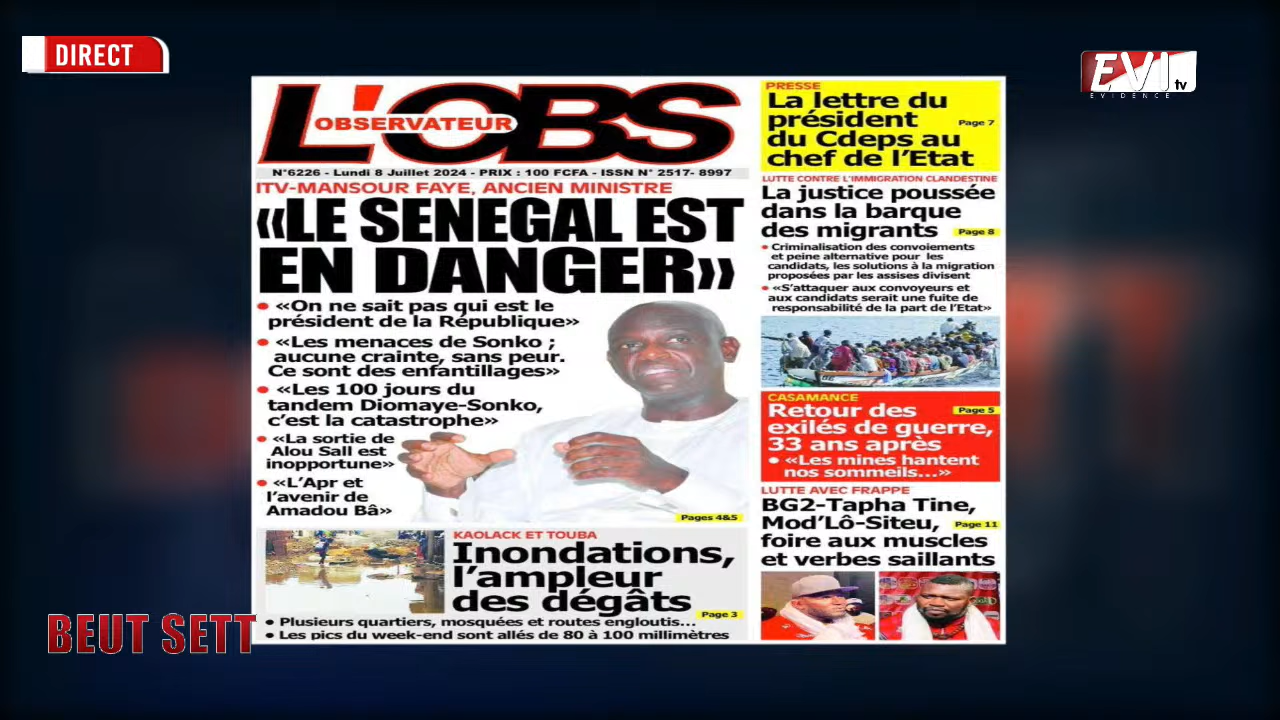 DIRECT
EVI tv
EVIDENCE
L'OBS
OBSERVATEUR
N°6226 - Lundi 8 Juillet 2024 - PRIX : 100 FCFA - ISSN N° 2517- 8997
ITV-MANSOUR FAYE, ANCIEN MINISTRE
«LE SENEGAL EST
EN DANGER»
• «On ne sait pas qui est le
président de la République»
• «Les menaces de Sonko ;
aucune crainte, sans peur.
Ce sont des enfantillages»
• «Les 100 jours du
tandem Diomaye-Sonko,
c'est la catastrophe»
• «La sortie de
Alou Sall est
inopportune»
• «L'Apr et
l'avenir de
Amadou Bâ»
Pages 4&5
KAOLACK ET TOUBA
Inondations,
l'ampleur
des dégâts
Page 3
• Plusieurs quartiers, mosquées et routes engloutis...
• Les pics du week-end sont allés de 80 à 100 millimètres
PRESSE
La lettre du
président
Page 7
du Cdeps au
chef de l'Etat
LUTTE CONTRE L'IMMIGRATION CLANDESTINE
La justice poussée
dans la barque
des migrants
Page 8
• Criminalisation des convoiements
et peine alternative pour les
candidats, les solutions à la migration
proposées par les assises divisent
• «S'attaquer aux convoyeurs et
aux candidats serait une fuite de
responsabilité de la part de l'Etat»
CASAMANCE
Retour des
Page 5
exilés de guerre,
33 ans après
• «Les mines hantent
nos sommeils...»
LUTTE AVEC FRAPPE
BG2-Tapha Tine,
Mod'Lô-Siteu,
Page 11
foire aux muscles
et verbes saillants
BEUT SETT